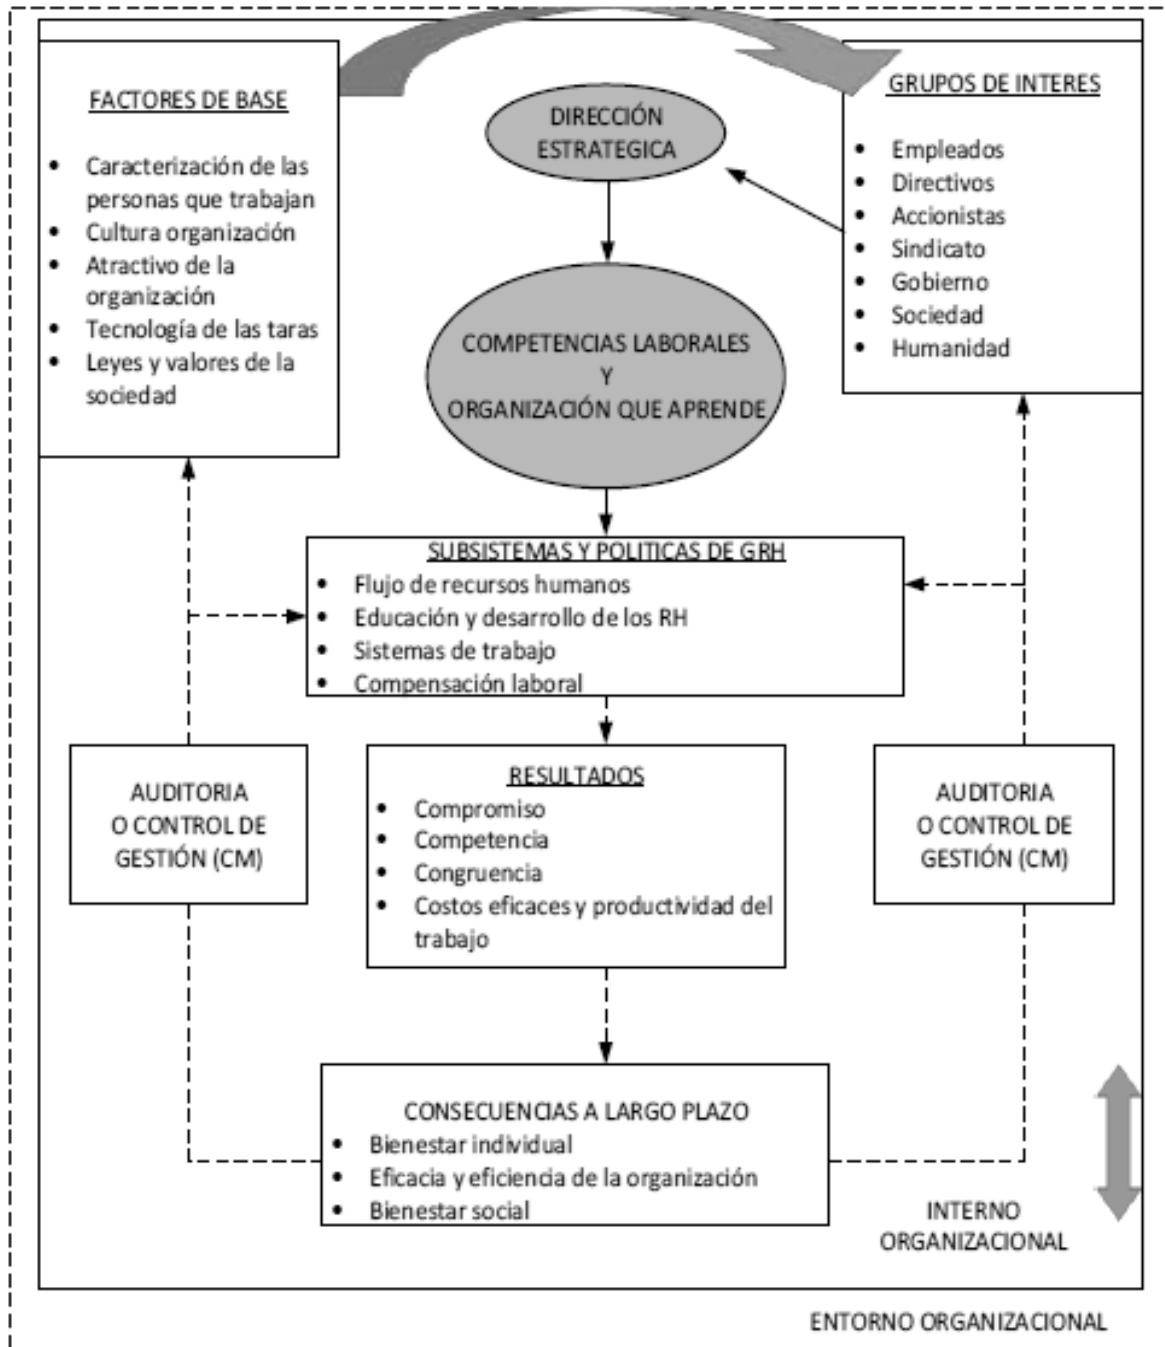 FACTORES DE BASE
• Caracterización de las
personas que trabajan
• Cultura organización
• Atractivo de la
organización
• Tecnología de las taras
• Leyes y valores de la
sociedad
DIRECCIÓN
ESTRATEGICA
GRUPOS DE INTERES
• Empleados
• Directivos
• Accionistas
• Sindicato
• Gobierno
• Sociedad
• Humanidad
COMPETENCIAS LABORALES
Y
ORGANIZACIÓN QUE APRENDE
SUBSISTEMAS Y POLITICAS DE GRH
• Flujo de recursos humanos
• Educación y desarrollo de los RH
• Sistemas de trabajo
• Compensación laboral
AUDITORIA
O CONTROL DE
GESTIÓN (CM)
RESULTADOS
• Compromiso
• Competencia
• Congruencia
• Costos eficaces y productividad del
trabajo
AUDITORIA
O CONTROL DE
GESTIÓN (CM)
CONSECUENCIAS A LARGO PLAZO
• Bienestar individual
• Eficacia y eficiencia de la organización
• Bienestar social
INTERNO
ORGANIZACIONAL
ENTORNO ORGANIZACIONAL